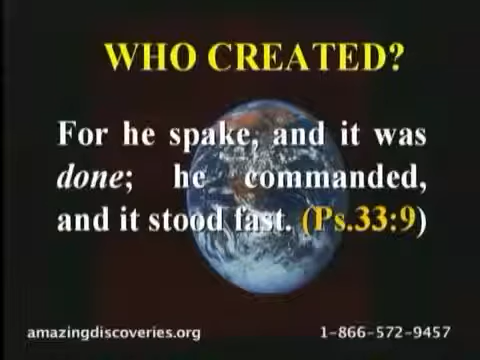 WHO CREATED?
For he spake, and it was
done; he commanded,
and it stood fast. (Ps.33:9)
amazingdiscoveries.org 1-866-572-9457